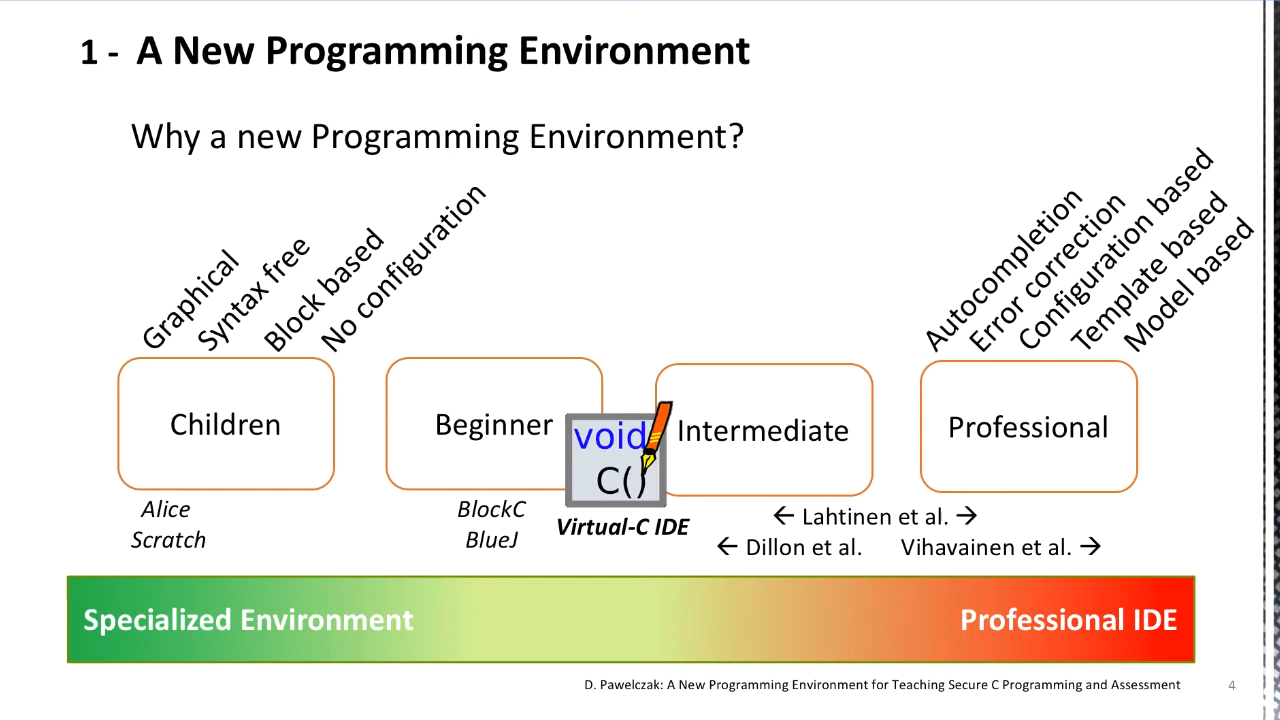 1 - A New Programming Environment
Why a new Programming Environment?
Graphical
Syntax free
Block based
No configuration
Autocompletion
Error correction
Configuration based
Template based
Model based
Children
Beginner
Intermediate
Professional
void
C()
Alice
Scratch
BlockC
BlueJ
Virtual-C IDE
← Lahtinen et al. →
← Dillon et al.
Vihavainen et al. →
Specialized Environment
Professional IDE
D. Pawelczak: A New Programming Environment for Teaching Secure C Programming and Assessment
4